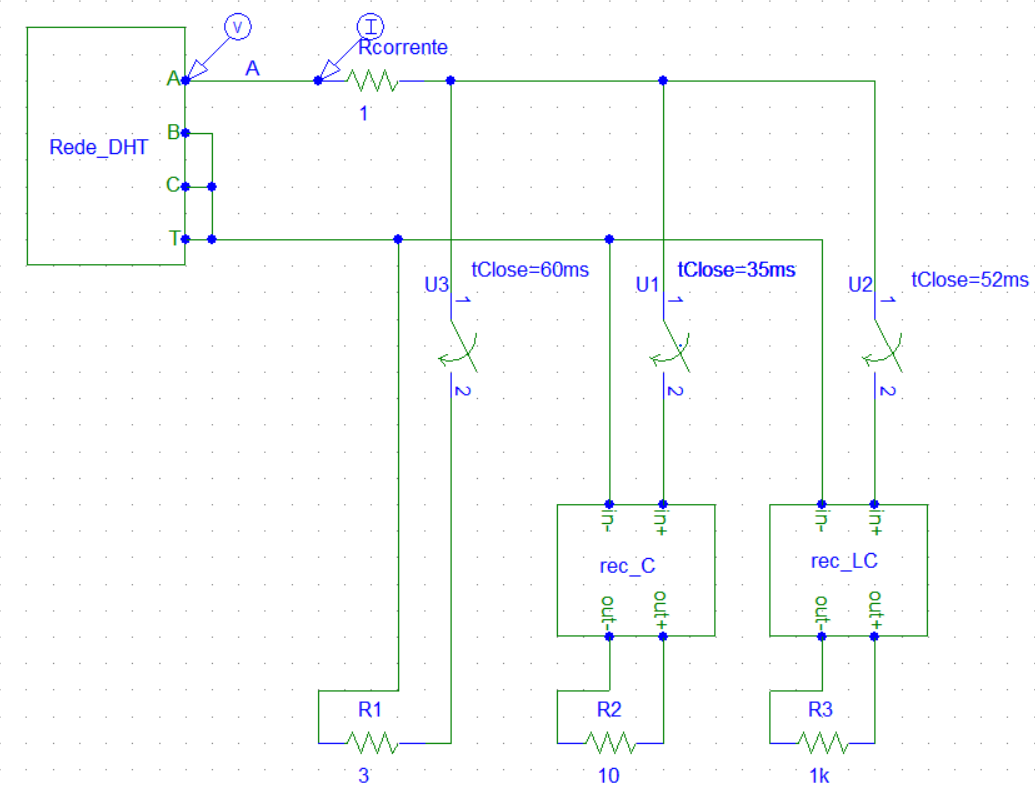 V
I
Rcorrente
A
A
1
B
Rede_DHT
C
T
tClose=60ms
tClose=35ms
tClose=52ms
U3
U1
U2
1
1
1
2
2
2
in-
in+
in-
in+
rec_C
rec_LC
out-
out+
out-
out+
R1
R2
R3
3
10
1k